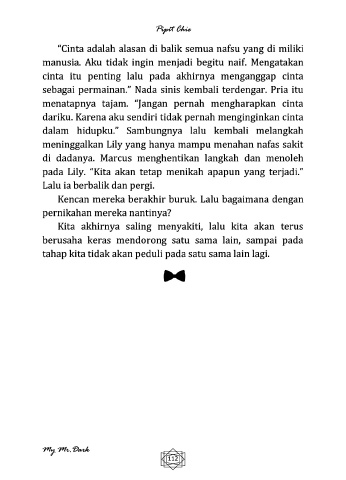 Pipit Chie
"Cinta adalah alasan di balik semua nafsu yang di miliki
manusia. Aku tidak ingin menjadi begitu naif. Mengatakan
cinta itu penting lalu pada akhirnya menganggap cinta
sebagai permainan." Nada sinis kembali terdengar. Pria itu
menatapnya tajam. "Jangan pernah mengharapkan cinta
dariku. Karena aku sendiri tidak pernah menginginkan cinta
dalam hidupku." Sambungnya lalu kembali melangkah
meninggalkan Lily yang hanya mampu menahan nafas sakit
di dadanya. Marcus menghentikan langkah dan menoleh
pada Lily. "Kita akan tetap menikah apapun yang terjadi."
Lalu ia berbalik dan pergi.
Kencan mereka berakhir buruk. Lalu bagaimana dengan
pernikahan mereka nantinya?
Kita akhirnya saling menyakiti, lalu kita akan terus
berusaha keras mendorong satu sama lain, sampai pada
tahap kita tidak akan peduli pada satu sama lain lagi.
My Mr.Dark
112